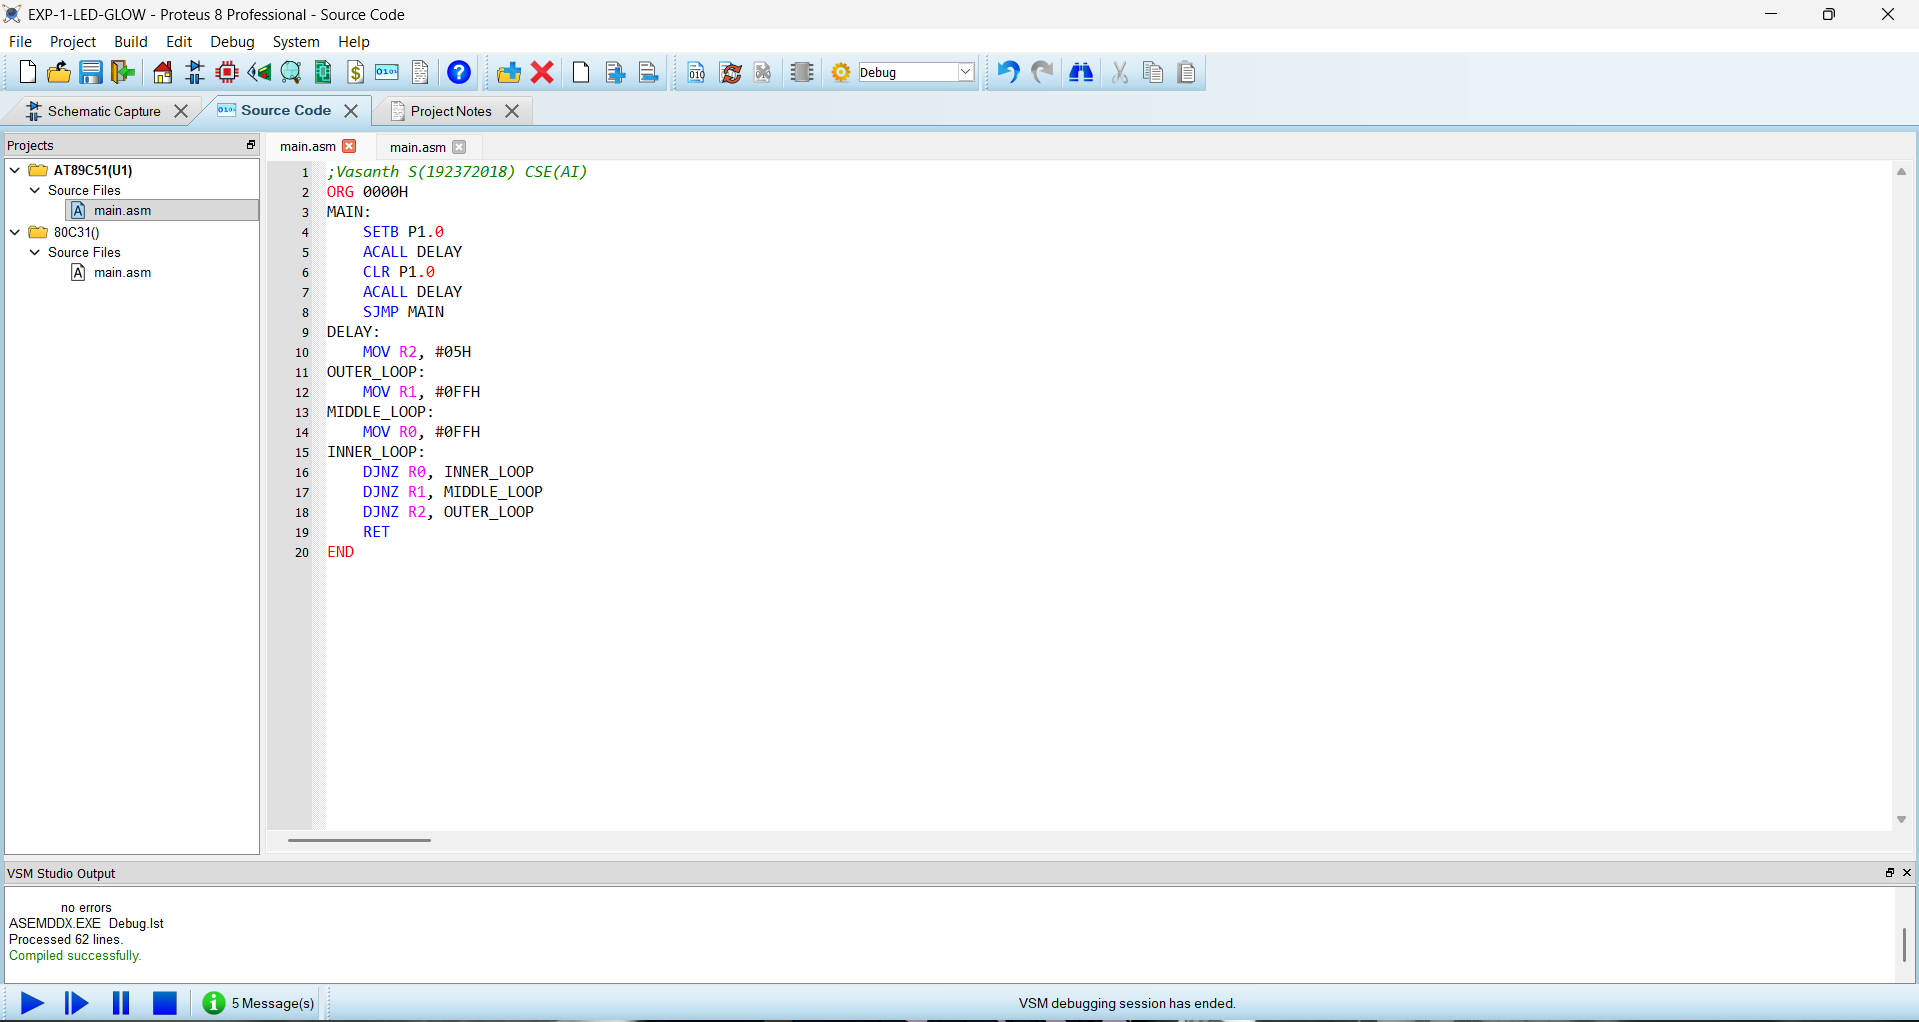 EXP-1-LED-GLOW - Proteus 8 Professional - Source Code
File Project Build Edit Debug System Help
Debug
Schematic Capture Source Code Project Notes
Projects
main.asm main.asm
AT89C51(U1)
Source Files
main.asm
80C31()
Source Files
main.asm
1 ;Vasanth S(192372018) CSE(AI)
2 ORG 0000H
3 MAIN:
4 SETB P1.0
5 ACALL DELAY
6 CLR P1.0
7 ACALL DELAY
8 SJMP MAIN
9 DELAY:
10 MOV R2, #05H
11 OUTER_LOOP:
12 MOV R1, #0FFH
13 MIDDLE_LOOP:
14 MOV R0, #0FFH
15 INNER_LOOP:
16 DJNZ R0, INNER_LOOP
17 DJNZ R1, MIDDLE_LOOP
18 DJNZ R2, OUTER_LOOP
19 RET
20 END
VSM Studio Output
no errors
ASEMDDX.EXE Debug.lst
Processed 62 lines.
Compiled successfully.
5 Message(s)
VSM debugging session has ended.